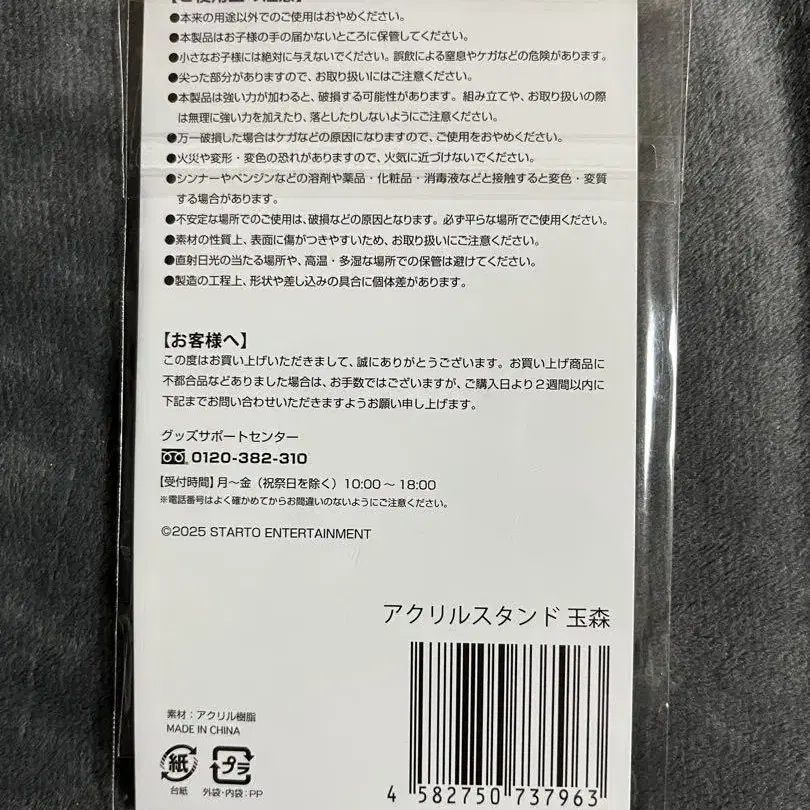 【ご使用上の注意】
●本来の用途以外でのご使用はおやめください。
●本製品はお子様の手の届かないところに保管してください。
●小さなお子様には絶対に与えないでください。誤飲による窒息やケガなどの危険があります。
●尖った部分がありますので、お取り扱いにはご注意ください。
●本製品は強い力が加わると、破損する可能性があります。組み立てや、お取り扱いの際
は無理に強い力を加えたり、落としたりしないようにご注意ください。
●万一破損した場合はケガなどの原因になりますので、ご使用をおやめください。
●火災や変形・変色の恐れがありますので、火気に近づけないでください。
●シンナーやベンジンなどの溶剤や薬品・化粧品・消毒液などと接触すると変色・変質
する場合があります。
●不安定な場所でのご使用は、破損などの原因となります。必ず平らな場所でご使用ください。
●素材の性質上、表面に傷がつきやすいため、お取り扱いにご注意ください。
●直射日光の当たる場所や、高温・多湿な場所での保管は避けてください。
●製造の工程上、形状や差し込みの具合に個体差があります。
【お客様へ】
この度はお買い上げいただきまして、誠にありがとうございます。お買い上げ商品に
不都合品などありました場合は、お手数ではございますが、ご購入日より2週間以内に
下記までお問い合わせいただきますようお願い申し上げます。
グッズサポートセンター
0120-382-310
【受付時間】月～金（祝祭日を除く）10:00～18:00
※電話番号はよく確かめてからお間違いのないようにご注意ください。
©2025 STARTO ENTERTAINMENT
アクリルスタンド 玉森
素材：アクリル樹脂
MADE IN CHINA
紙
プラ
台紙
外袋・内袋：PP
4 582750 737963